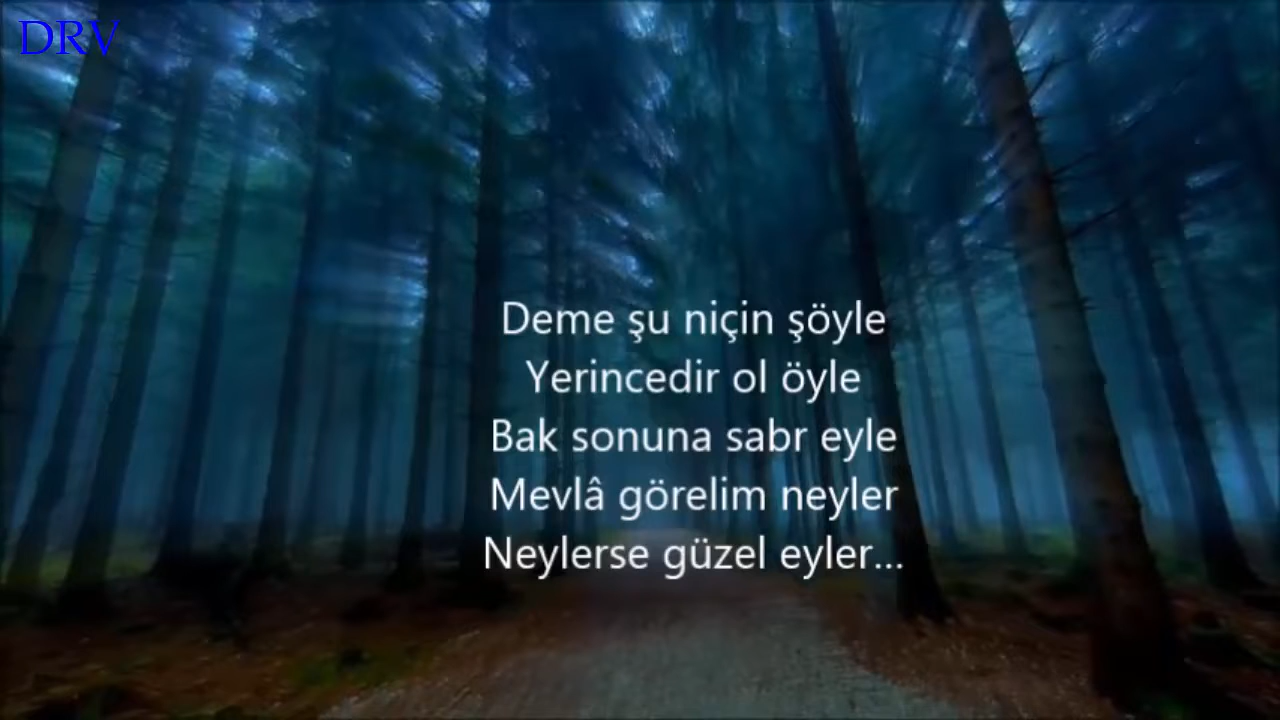 DRV
Deme şu niçin şöyle
Yerincedir ol öyle
Bak sonuna sabr eyle
Mevlâ görelim neyler
Neylerse güzel eyler...